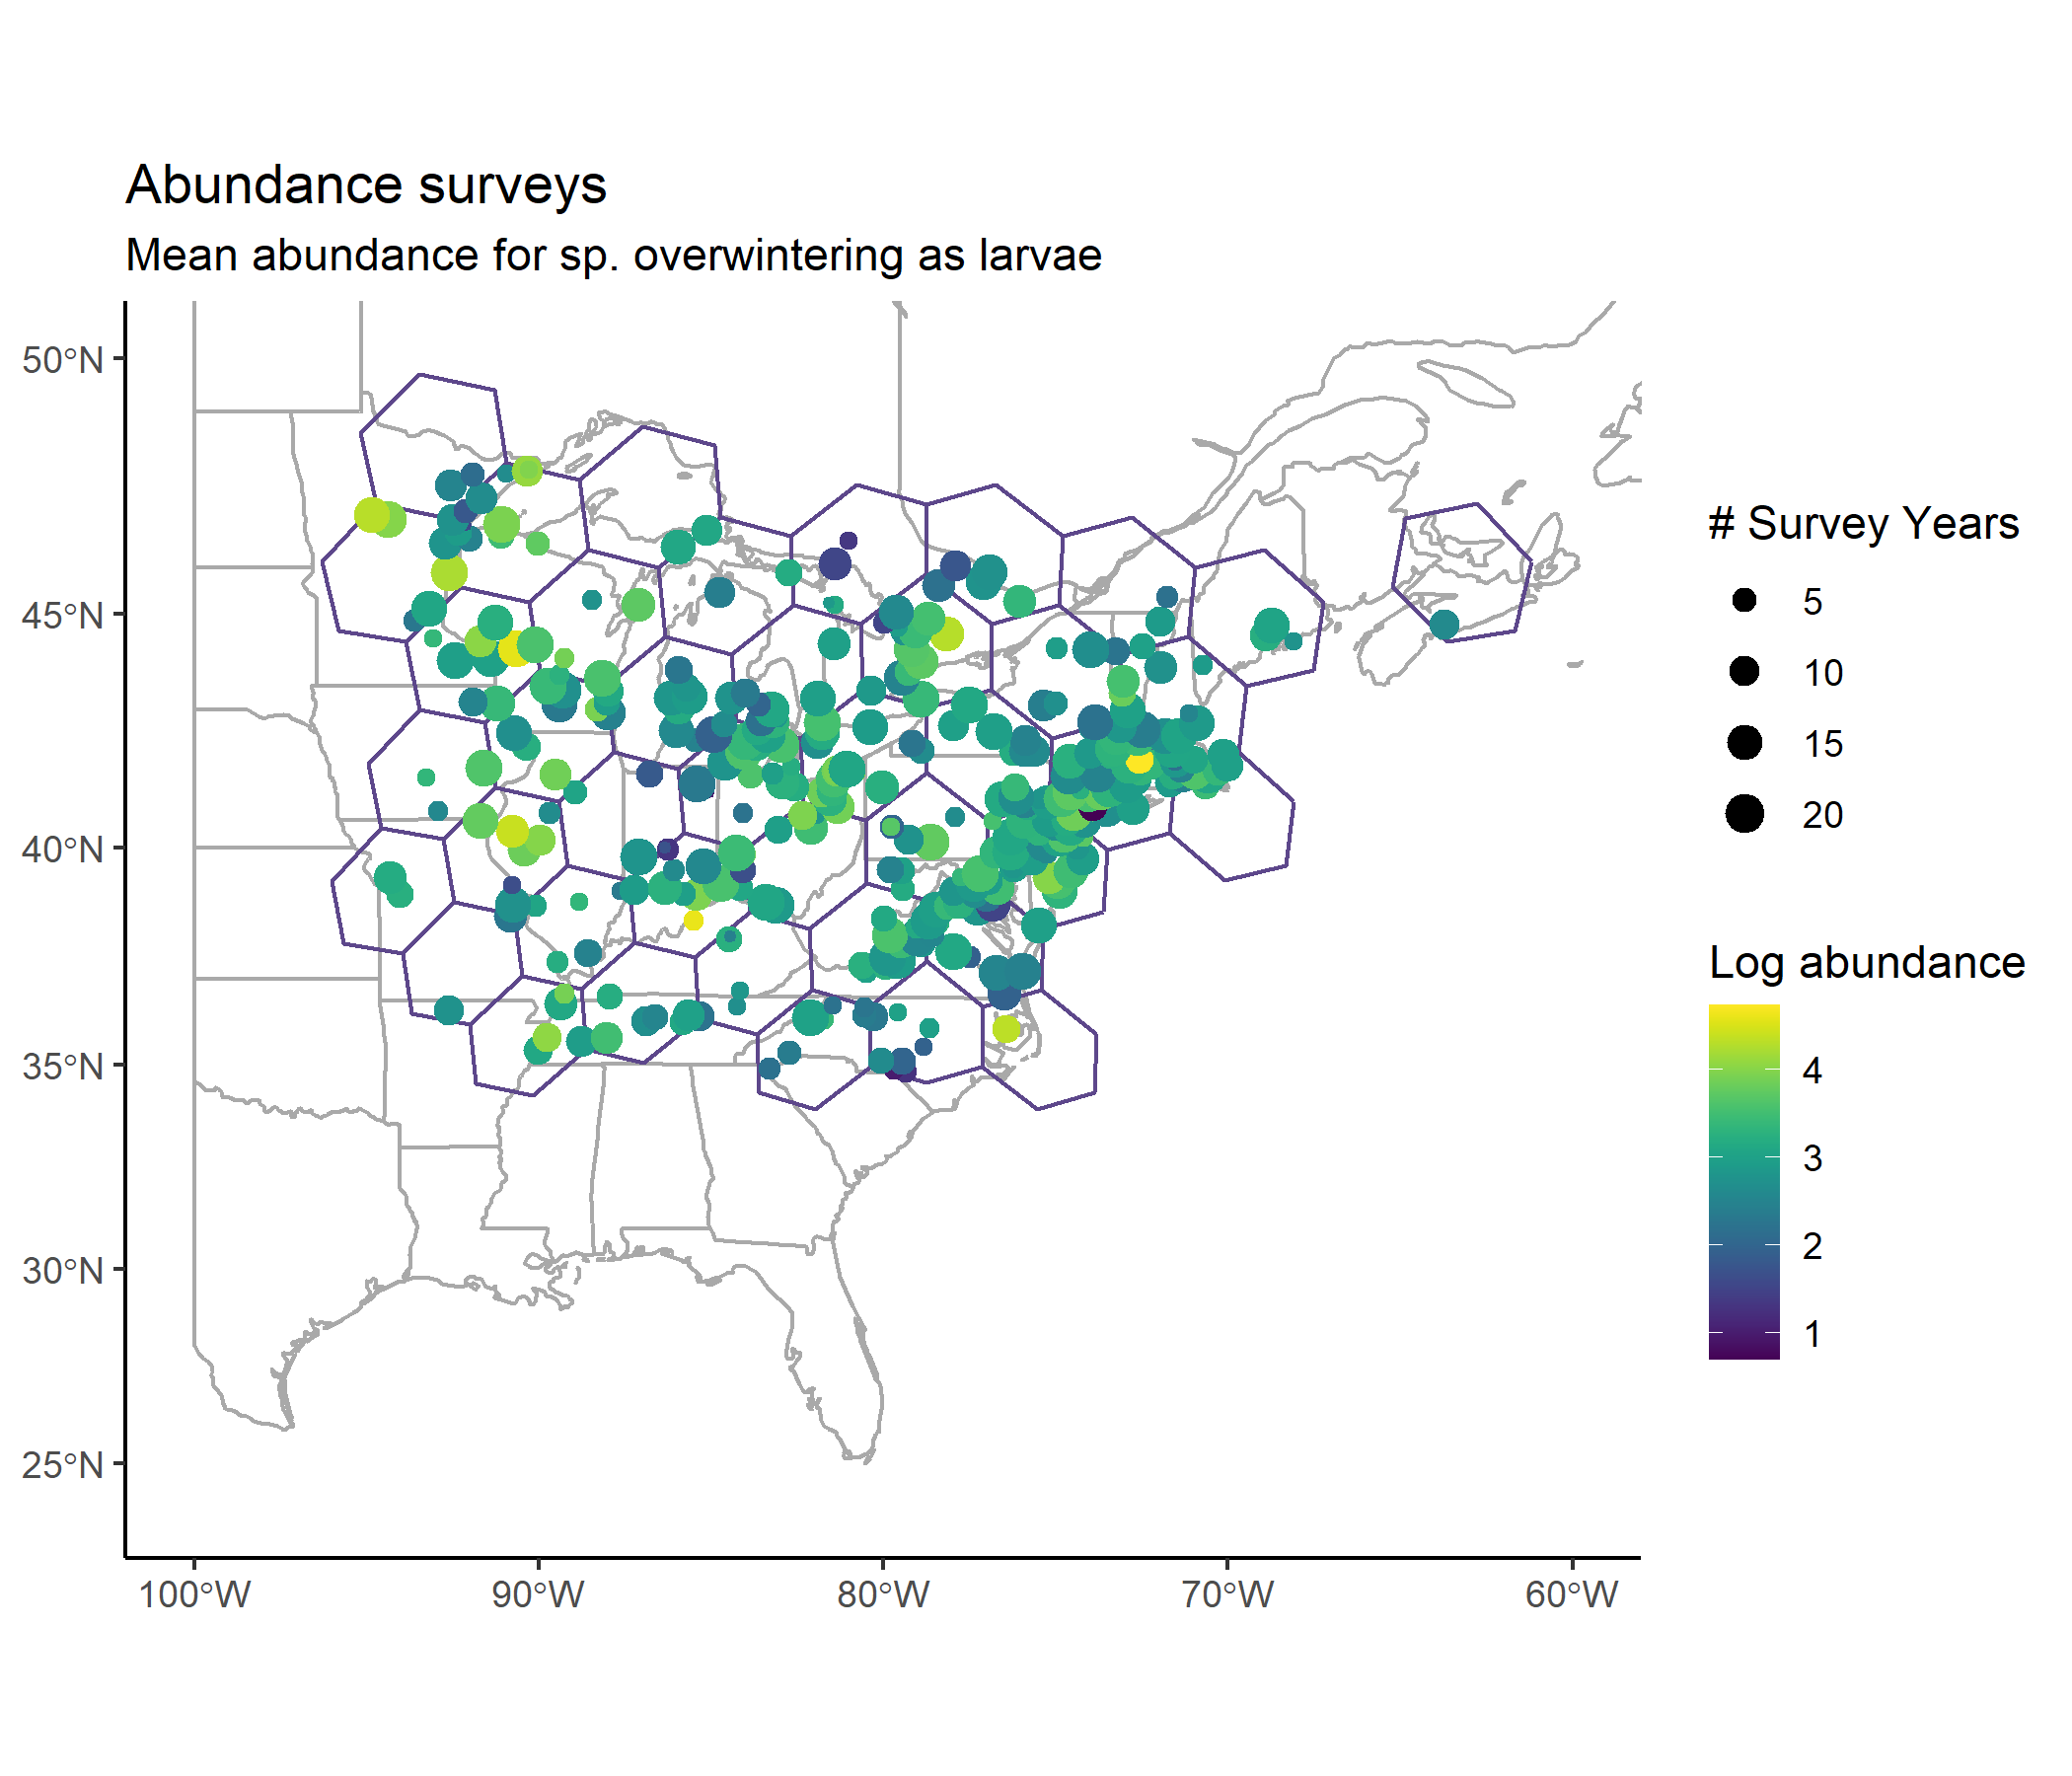 Abundance surveys
Mean abundance for sp. overwintering as larvae
50°N
45°N
40°N
35°N
30°N
25°N
100°W
90°W
80°W
70°W
60°W
# Survey Years
5
10
15
20
Log abundance
4
3
2
1